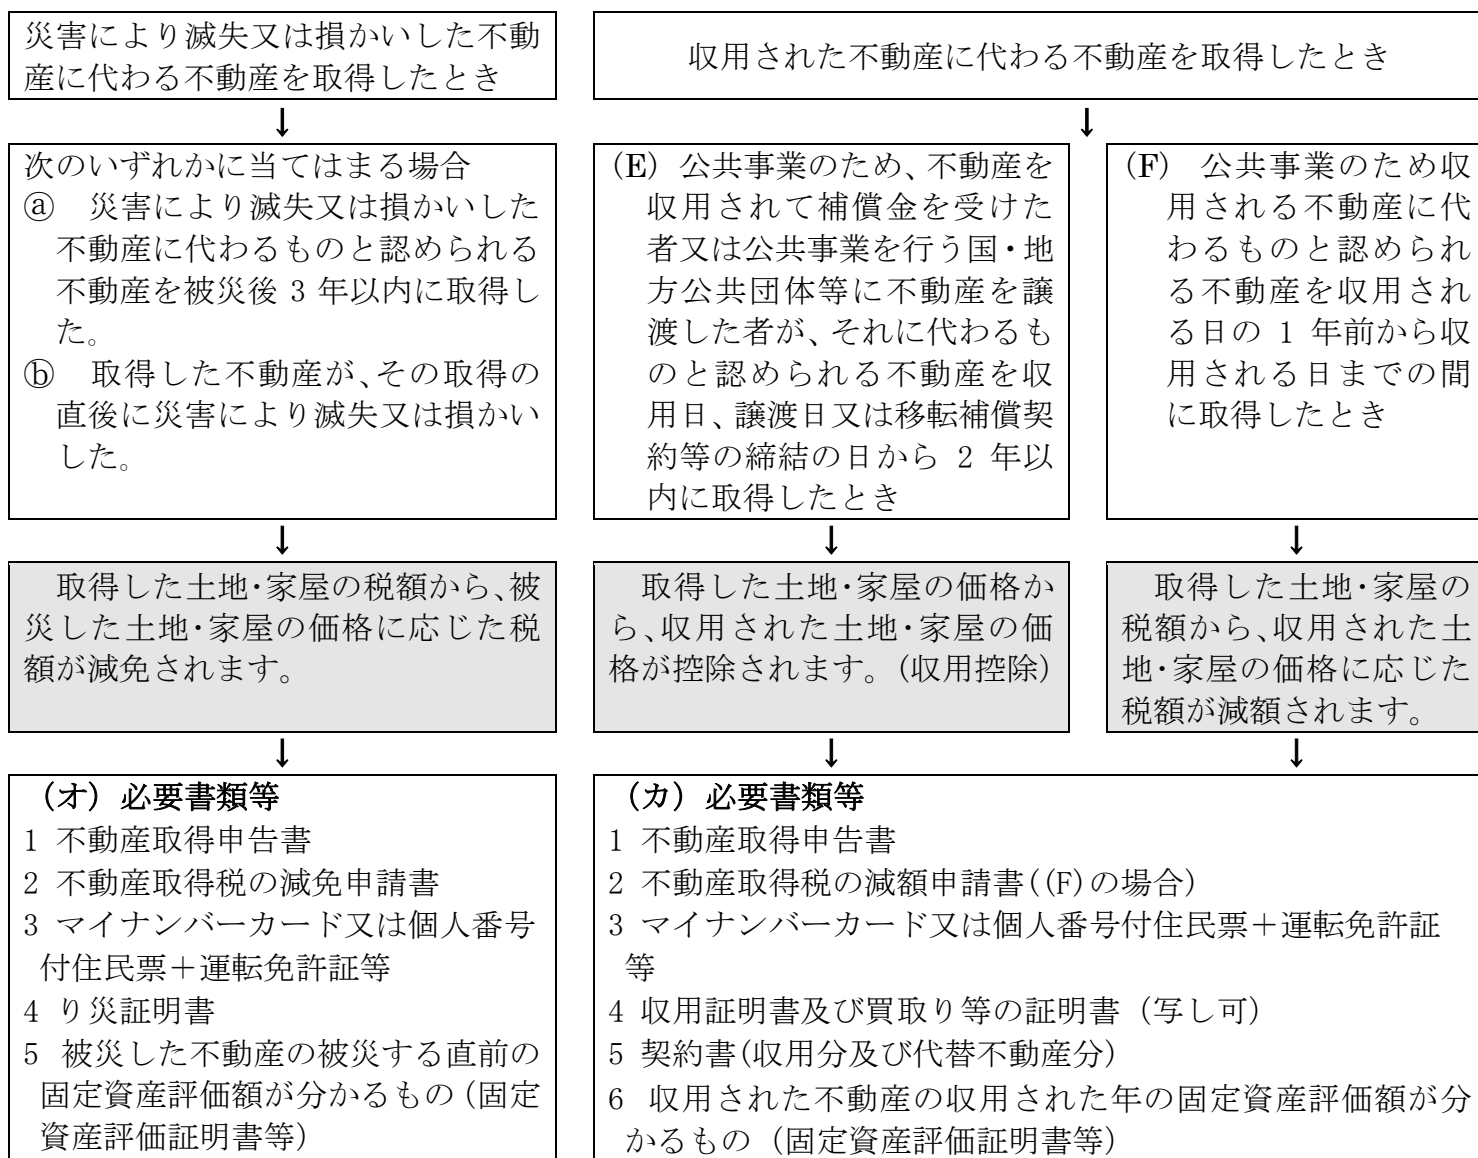 災害により滅失又は損かいした不動
産に代わる不動産を取得したとき
収用された不動産に代わる不動産を取得したとき
↓
↓
次のいずれかに当てはまる場合
ⓐ 災害により滅失又は損かいした
不動産に代わるものと認められる
不動産を被災後 3 年以内に取得し
た。
ⓑ 取得した不動産が、その取得の
直後に災害により滅失又は損かい
した。
(E) 公共事業のため、不動産を
収用されて補償金を受けた
者又は公共事業を行う国・地
方公共団体等に不動産を譲
渡した者が、それに代わるも
のと認められる不動産を収
用日、譲渡日又は移転補償契
約等の締結の日から 2 年以
内に取得したとき
(F) 公共事業のため収
用される不動産に代
わるものと認められ
る不動産を収用され
る日の 1 年前から収
用される日までの間
に取得したとき
↓
↓
↓
取得した土地・家屋の税額から、被
災した土地・家屋の価格に応じた税
額が減免されます。
取得した土地・家屋の価格か
ら、収用された土地・家屋の価
格が控除されます。(収用控除)
取得した土地・家屋の
税額から、収用された土
地・家屋の価格に応じた
税額が減額されます。
↓
↓
↓
(オ) 必要書類等
1 不動産取得申告書
2 不動産取得税の減免申請書
3 マイナンバーカード又は個人番号
付住民票+運転免許証等
4 り災証明書
5 被災した不動産の被災する直前の
固定資産評価額が分かるもの(固定
資産評価証明書等)
(カ) 必要書類等
1 不動産取得申告書
2 不動産取得税の減額申請書((F)の場合)
3 マイナンバーカード又は個人番号付住民票+運転免許証
等
4 収用証明書及び買取り等の証明書 (写し可)
5 契約書(収用分及び代替不動産分)
6 収用された不動産の収用された年の固定資産評価額が分
かるもの (固定資産評価証明書等)